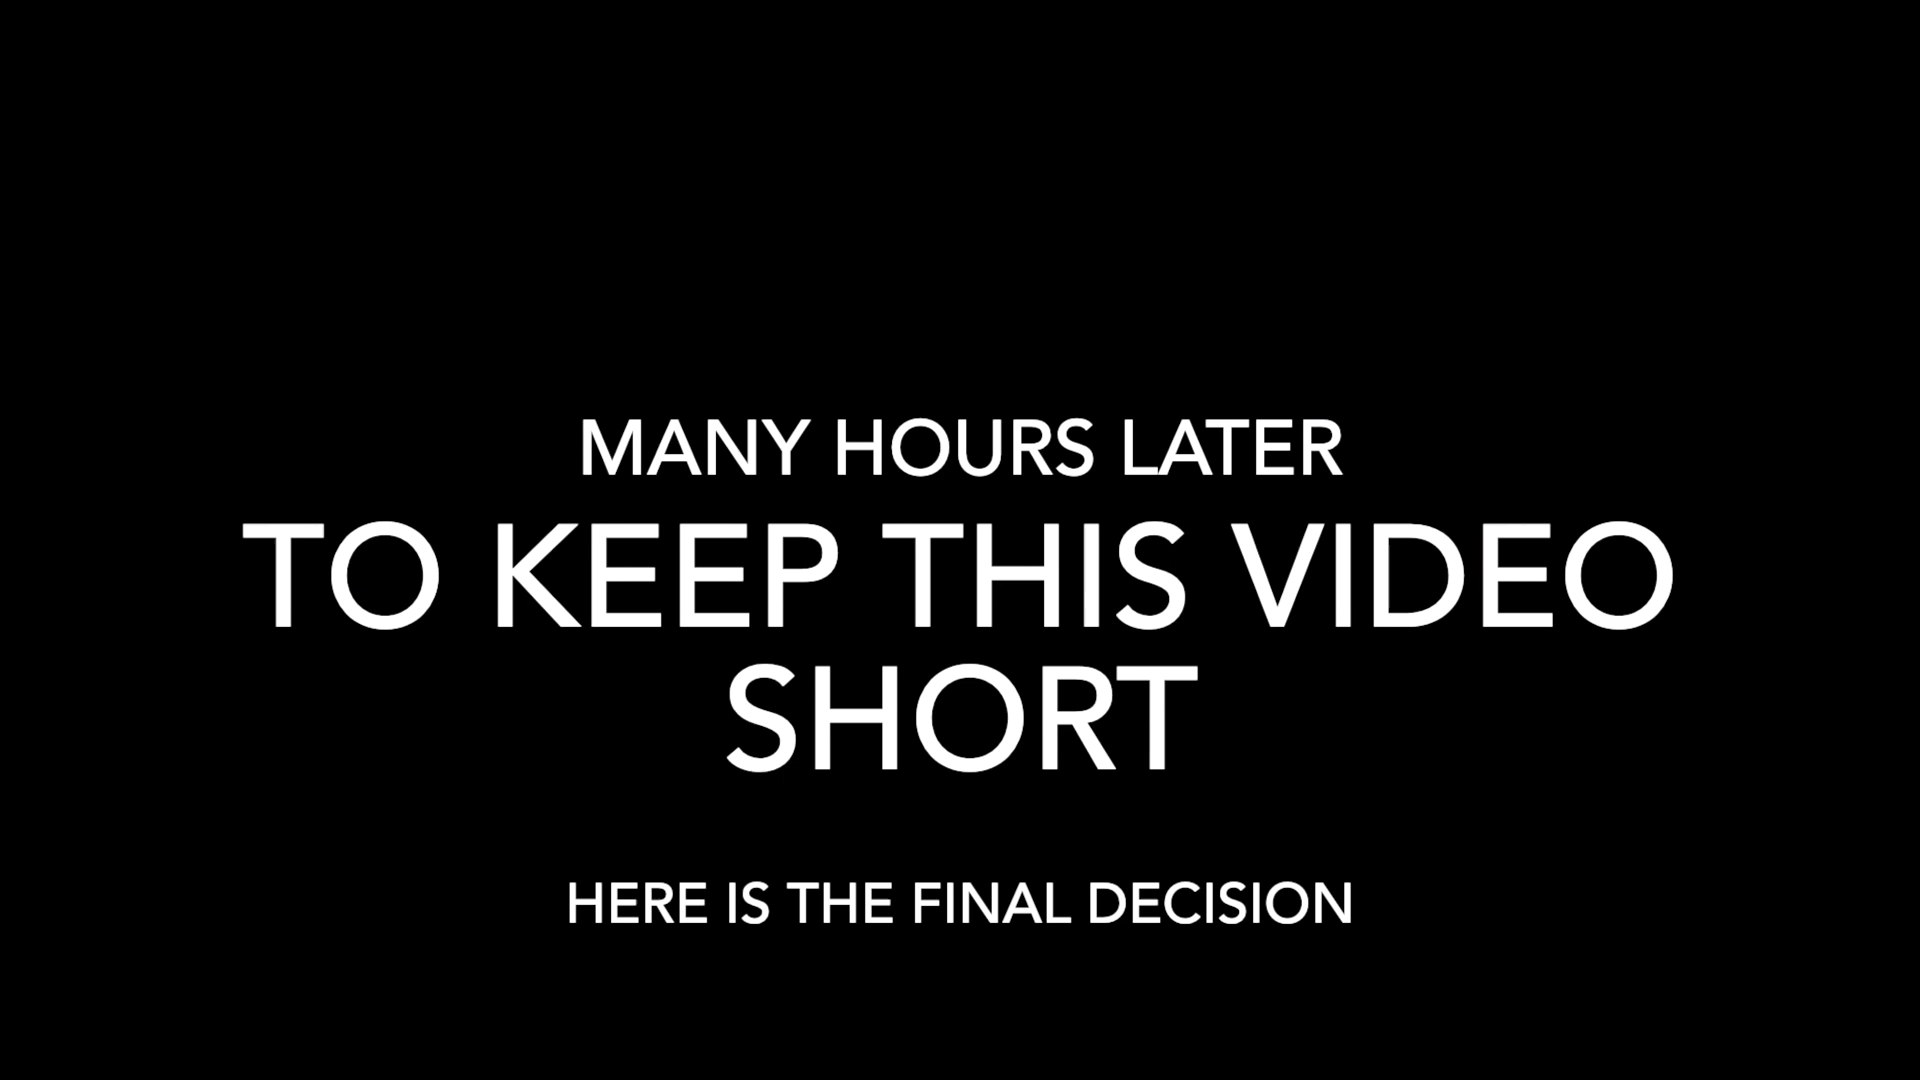 MANY HOURS LATER
TO KEEP THIS VIDEO
SHORT
HERE IS THE FINAL DECISION